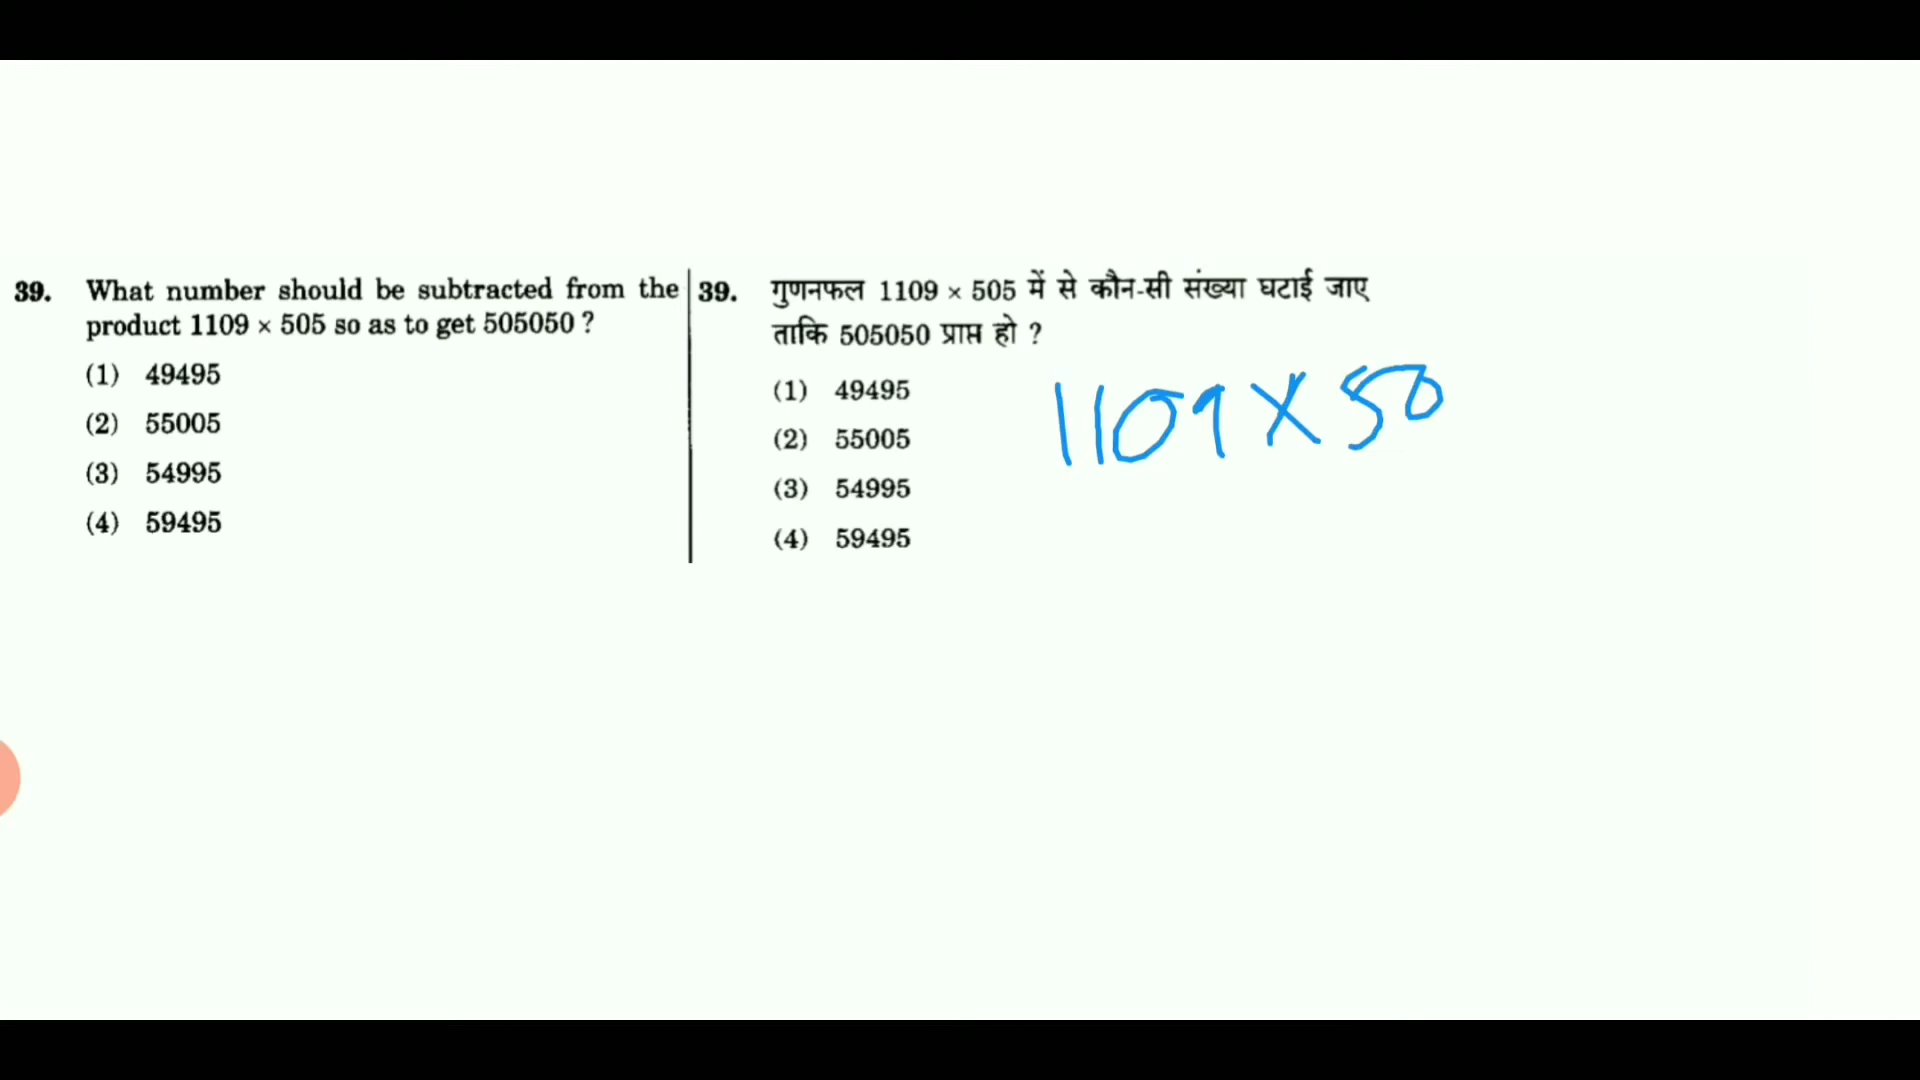 39. What number should be subtracted from the
product 1109 × 505 so as to get 505050 ?
(1) 49495
(2) 55005
(3) 54995
(4) 59495
39. गुणनफल 1109 × 505 में से कौन-सी संख्या घटाई जाए
ताकि 505050 प्राप्त हो ?
(1) 49495
(2) 55005
(3) 54995
(4) 59495
1109 × 50